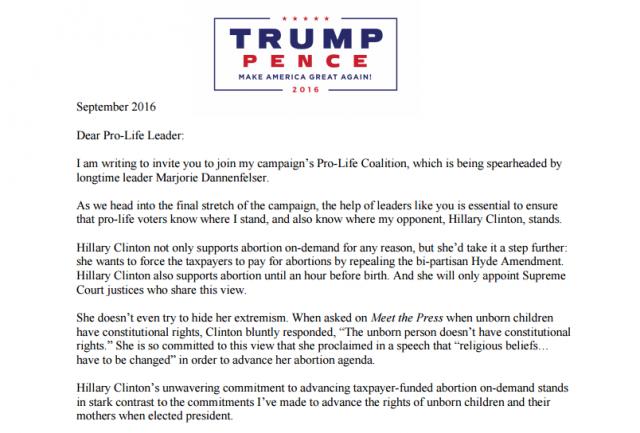 TRUMP
PENCE
MAKE AMERICA GREAT AGAIN!
2016
September 2016
Dear Pro-Life Leader:
I am writing to invite you to join my campaign’s Pro-Life Coalition, which is being spearheaded by
longtime leader Marjorie Dannenfelser.
As we head into the final stretch of the campaign, the help of leaders like you is essential to ensure
that pro-life voters know where I stand, and also know where my opponent, Hillary Clinton, stands.
Hillary Clinton not only supports abortion on-demand for any reason, but she’d take it a step further:
she wants to force the taxpayers to pay for abortions by repealing the bi-partisan Hyde Amendment.
Hillary Clinton also supports abortion until an hour before birth. And she will only appoint Supreme
Court justices who share this view.
She doesn’t even try to hide her extremism. When asked on Meet the Press when unborn children
have constitutional rights, Clinton bluntly responded, “The unborn person doesn’t have constitutional
rights.” She is so committed to this view that she proclaimed in a speech that “religious beliefs…
have to be changed” in order to advance her abortion agenda.
Hillary Clinton’s unwavering commitment to advancing taxpayer-funded abortion on-demand stands
in stark contrast to the commitments I’ve made to advance the rights of unborn children and their
mothers when elected president.